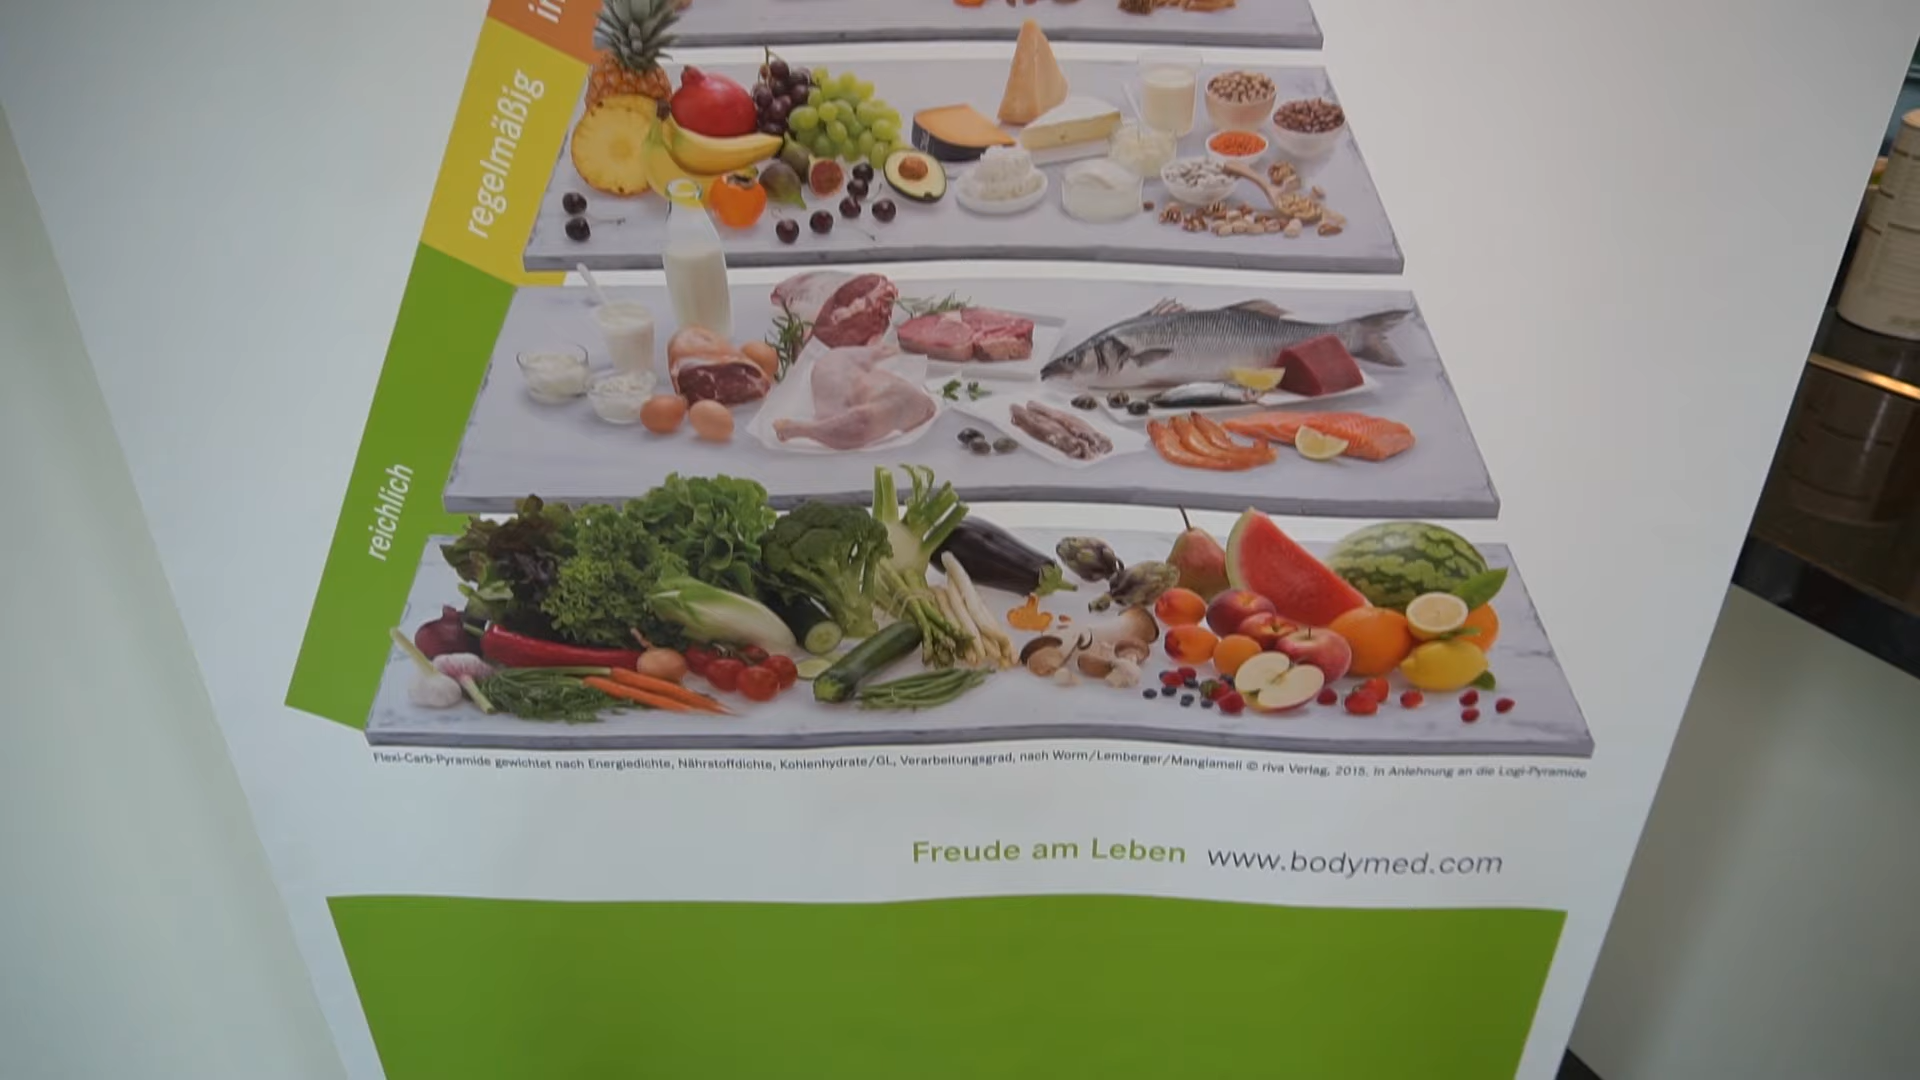 in
regelmäßig
reichlich
Flexi-Carb-Pyramide gewichtet nach Energiedichte, Nährstoffdichte, Kohlenhydrate/GL, Verarbeitungsgrad, nach Worm/Lemberger/Mangiameli © riva Verlag, 2015, in Anlehnung an die Logi-Pyramide
Freude am Leben www.bodymed.com